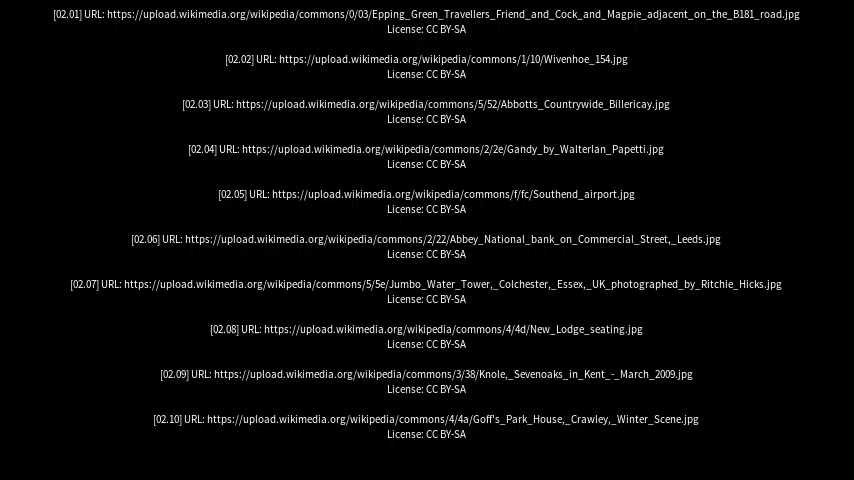 [02.01] URL: https://upload.wikimedia.org/wikipedia/commons/0/03/Epping_Green_Travellers_Friend_and_Cock_and_Magpie_adjacent_on_the_B181_road.jpg
License: CC BY-SA
[02.02] URL: https://upload.wikimedia.org/wikipedia/commons/1/10/Wivenhoe_154.jpg
License: CC BY-SA
[02.03] URL: https://upload.wikimedia.org/wikipedia/commons/5/52/Abbotts_Countrywide_Billericay.jpg
License: CC BY-SA
[02.04] URL: https://upload.wikimedia.org/wikipedia/commons/2/2e/Gandy_by_Walterlan_Papetti.jpg
License: CC BY-SA
[02.05] URL: https://upload.wikimedia.org/wikipedia/commons/f/fc/Southend_airport.jpg
License: CC BY-SA
[02.06] URL: https://upload.wikimedia.org/wikipedia/commons/2/22/Abbey_National_bank_on_Commercial_Street,_Leeds.jpg
License: CC BY-SA
[02.07] URL: https://upload.wikimedia.org/wikipedia/commons/5/5e/Jumbo_Water_Tower,_Colchester,_Essex,_UK_photographed_by_Ritchie_Hicks.jpg
License: CC BY-SA
[02.08] URL: https://upload.wikimedia.org/wikipedia/commons/4/4d/New_Lodge_seating.jpg
License: CC BY-SA
[02.09] URL: https://upload.wikimedia.org/wikipedia/commons/3/38/Knole,_Sevenoaks_in_Kent_-_March_2009.jpg
License: CC BY-SA
[02.10] URL: https://upload.wikimedia.org/wikipedia/commons/4/4a/Goff's_Park_House,_Crawley,_Winter_Scene.jpg
License: CC BY-SA